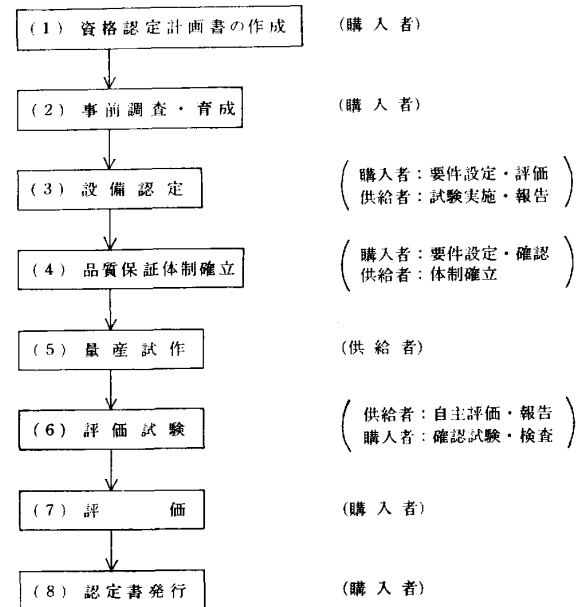 (1) 資格認定計画書の作成 (購入者)
(2) 事前調査・育成 (購入者)
(3) 設備認定
購入者：要件設定・評価
供給者：試験実施・報告
(4) 品質保証体制確立
購入者：要件設定・確認
供給者：体制確立
(5) 量産試作 (供給者)
(6) 評価試験
供給者：自主評価・報告
購入者：確認試験・検査
(7) 評価 (購入者)
(8) 認定書発行 (購入者)